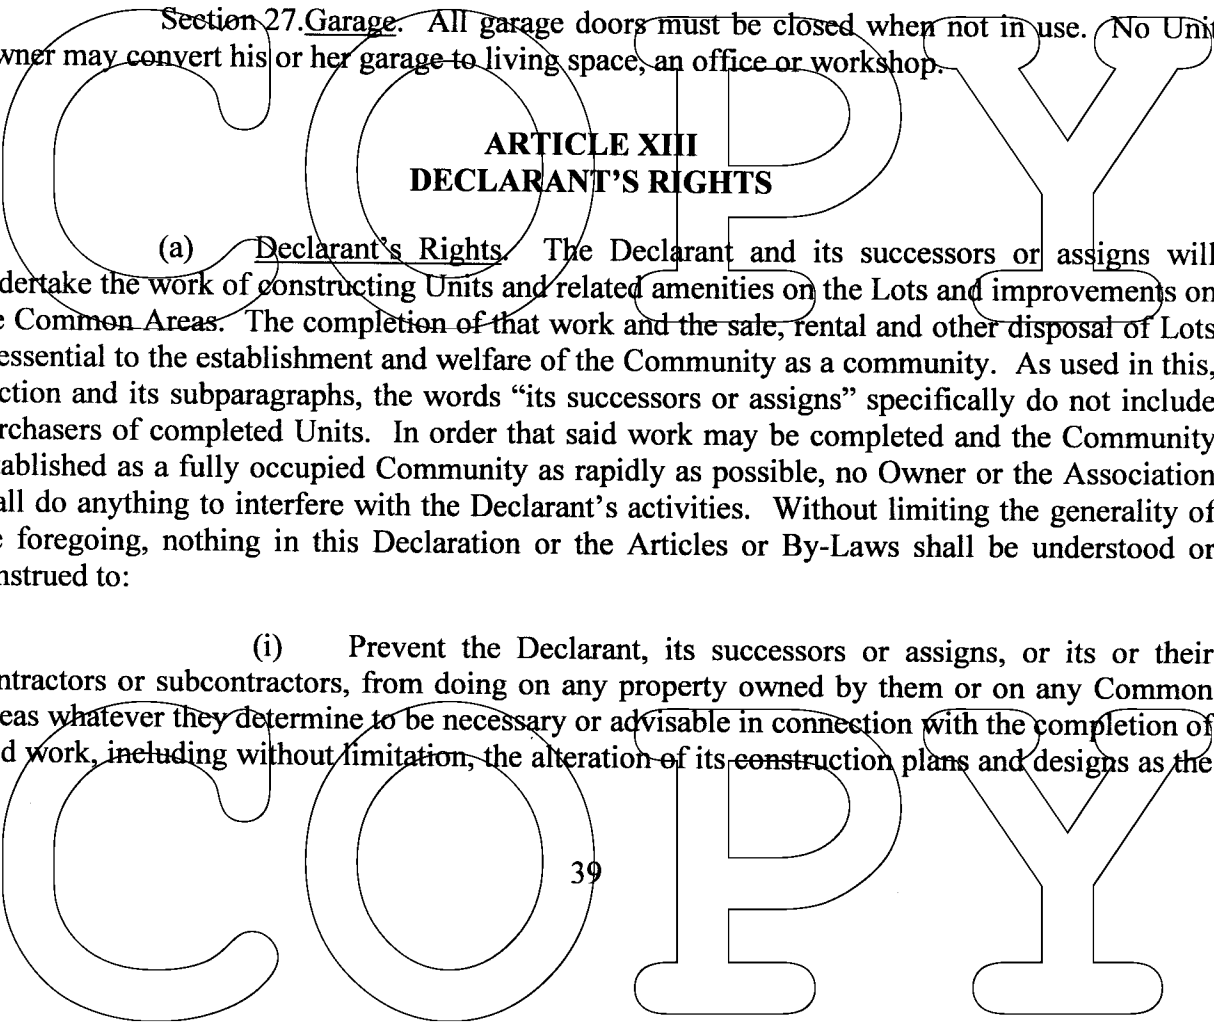 Section 27.Garage. All garage doors must be closed when not in use. No Unit
wner may convert his or her garage to living space, an office or workshop.
ARTICLE XIII
DECLARANT'S RIGHTS
(a) Declarant's Rights. The Declarant and its successors or assigns will
dertake the work of constructing Units and related amenities on the Lots and improvements on
e Common Areas. The completion of that work and the sale, rental and other disposal of Lots
essential to the establishment and welfare of the Community as a community. As used in this,
ction and its subparagraphs, the words “its successors or assigns” specifically do not include
rchasers of completed Units. In order that said work may be completed and the Community
tablished as a fully occupied Community as rapidly as possible, no Owner or the Association
all do anything to interfere with the Declarant's activities. Without limiting the generality of
e foregoing, nothing in this Declaration or the Articles or By-Laws shall be understood or
nstrued to:
(i) Prevent the Declarant, its successors or assigns, or its or their
ntractors or subcontractors, from doing on any property owned by them or on any Common
eas whatever they determine to be necessary or advisable in connection with the completion of
d work, including without limitation, the alteration of its construction plans and designs as the
39
COPY
COPY